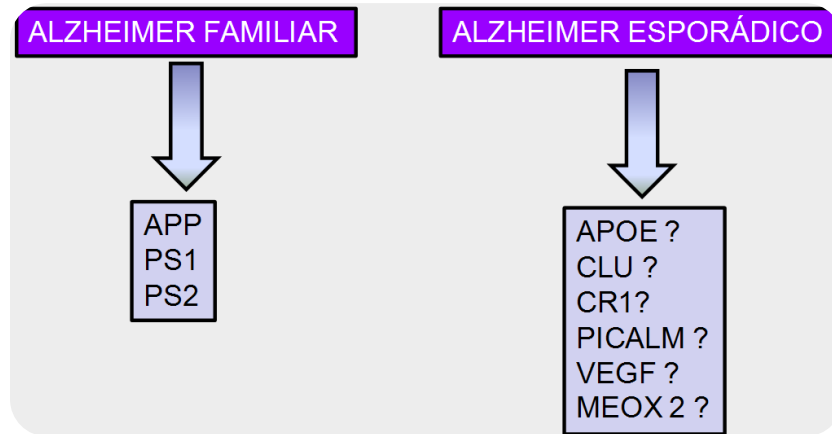 ALZHEIMER FAMILIAR
APP
PS1
PS2
ALZHEIMER ESPORÁDICO
APOE ?
CLU ?
CR1?
PICALM ?
VEGF ?
MEOX 2 ?